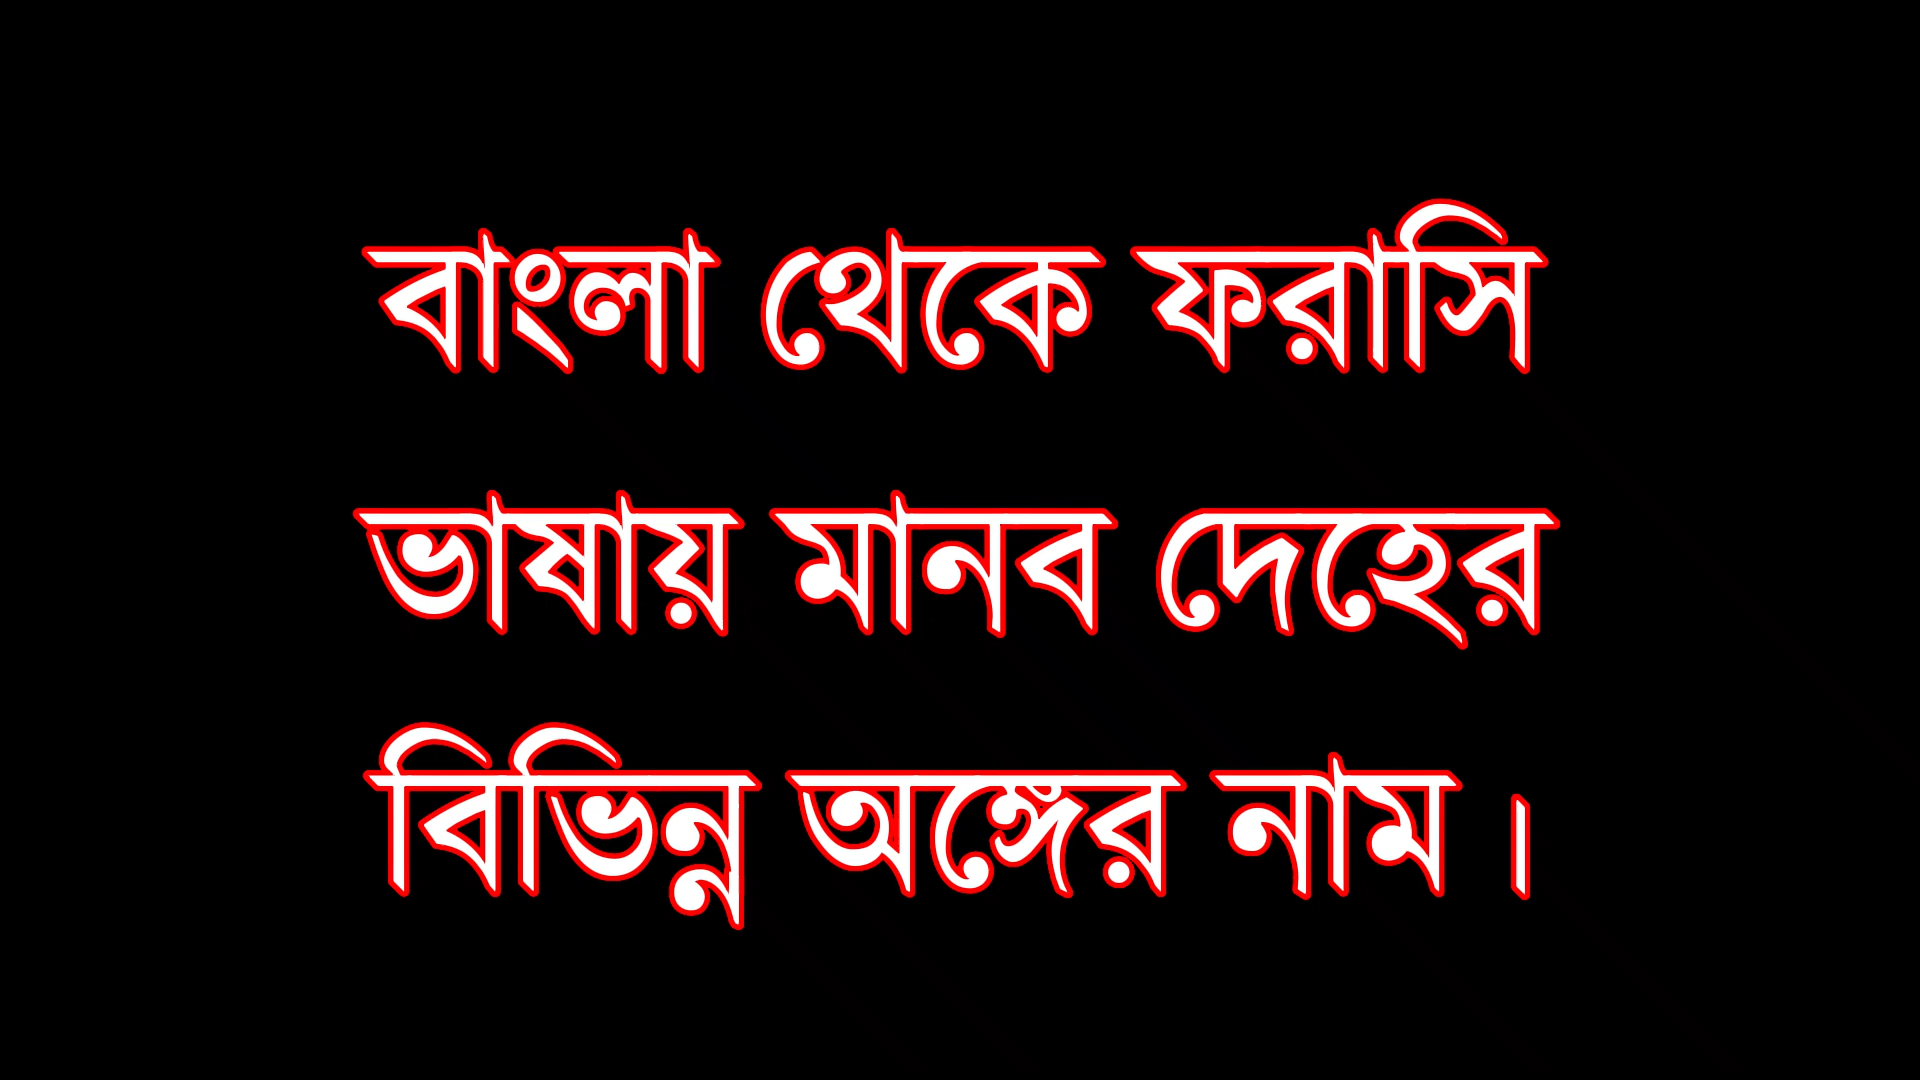 বাংলা থেকে ফরাসি
ভাষায় মানব দেহের
বিভিন্ন অঙ্গের নাম ।